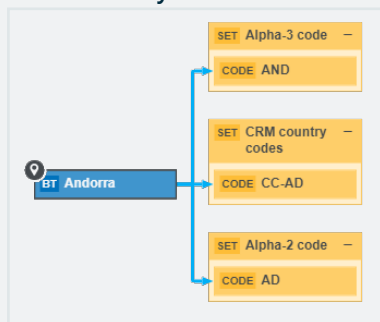 SET Alpha-3 code –
CODE AND
SET CRM country
codes
BT Andorra
CODE CC-AD
SET Alpha-2 code –
CODE AD